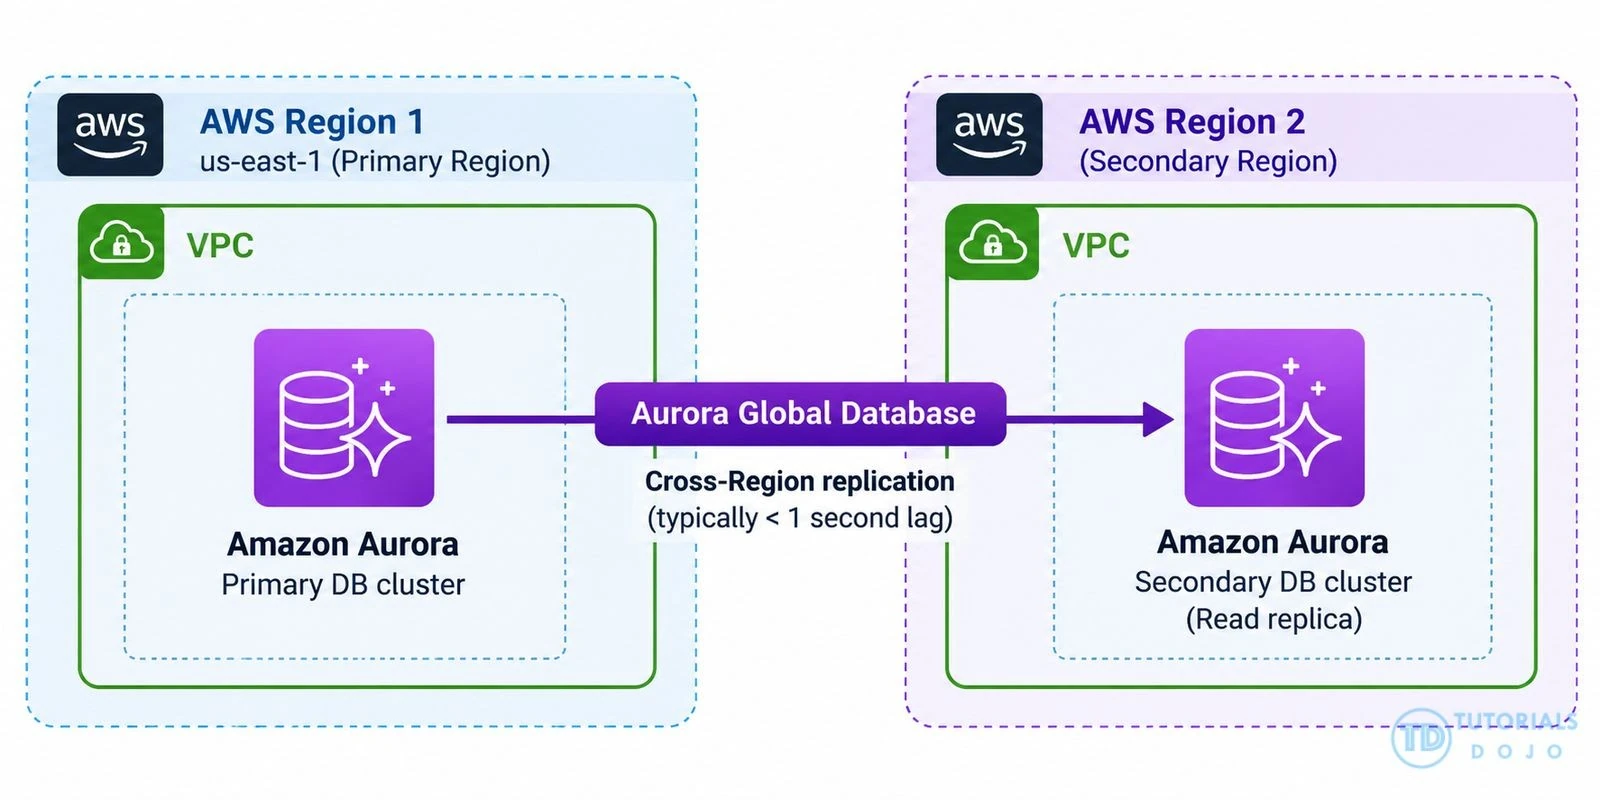 aws
AWS Region 1
us-east-1 (Primary Region)
VPC
Amazon Aurora
Primary DB cluster
Aurora Global Database
Cross-Region replication
(typically < 1 second lag)
aws
AWS Region 2
(Secondary Region)
VPC
Amazon Aurora
Secondary DB cluster
(Read replica)
TD
TUTORIALS
DOJO